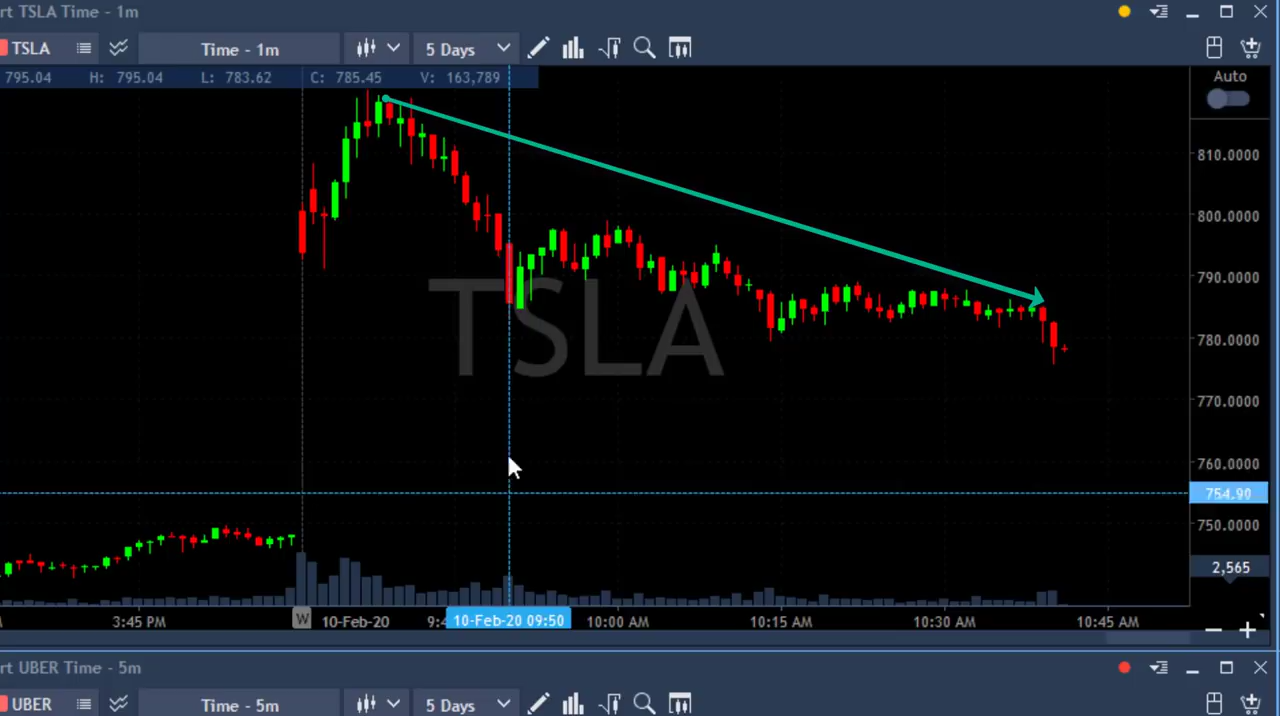 rt TSLA Time - 1m
TSLA Time - 1m 5 Days
795.04 H: 795.04 L: 783.62 C: 785.45 V: 163,789
Auto
810.0000
800.0000
790.0000
TSLA
780.0000
770.0000
760.0000
754.90
750.0000
2,565
3:45 PM W 10-Feb-20 9:4 10-Feb-20 09:50 10:00 AM 10:15 AM 10:30 AM 10:45 AM
rt UBER Time - 5m
UBER Time - 5m 5 Days